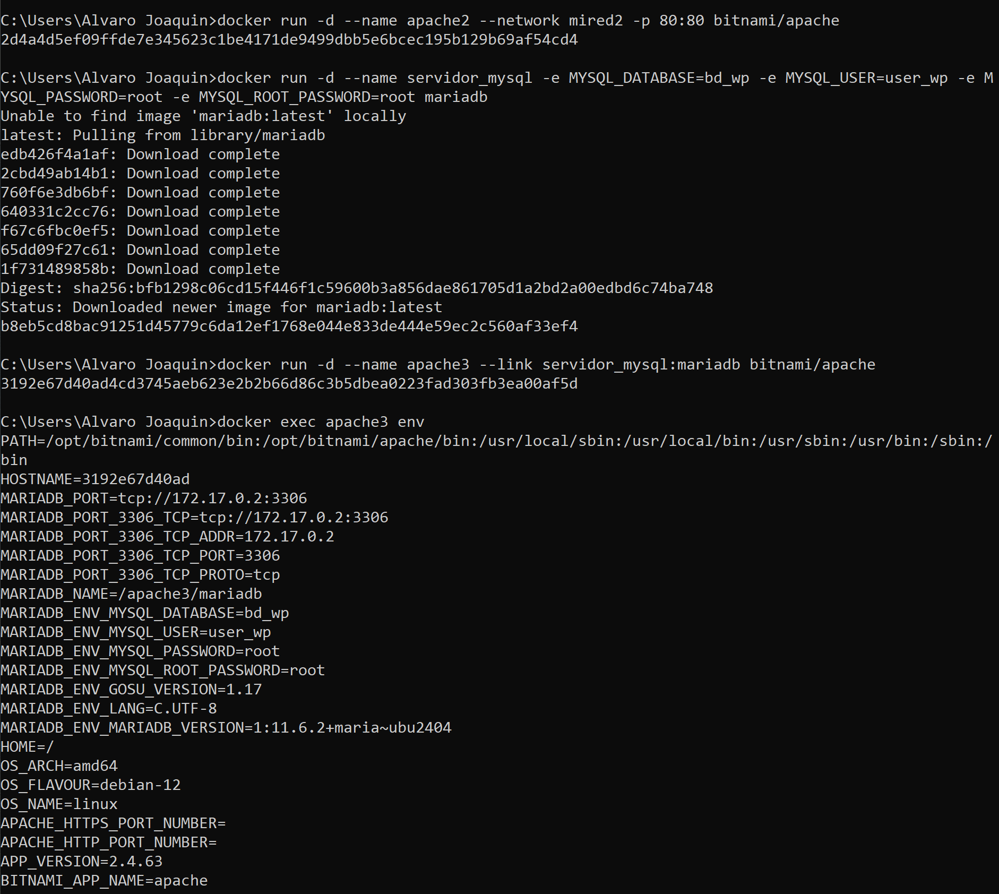 C:\Users\Alvaro Joaquin>docker run -d --name apache2 --network mired2 -p 80:80 bitnami/apache
2d4a4d5ef09ffde7e345623c1be4171de9499dbb5e6bcec195b129b69af54cd4
C:\Users\Alvaro Joaquin>docker run -d --name servidor_mysql -e MYSQL_DATABASE=bd_wp -e MYSQL_USER=user_wp -e M
YSQL_PASSWORD=root -e MYSQL_ROOT_PASSWORD=root mariadb
Unable to find image 'mariadb:latest' locally
latest: Pulling from library/mariadb
edb426f4a1af: Download complete
2cbd49ab14b1: Download complete
760f6e3db6bf: Download complete
640331c2cc76: Download complete
f67c6fbc0ef5: Download complete
65dd09f27c61: Download complete
1f731489858b: Download complete
Digest: sha256:bfb1298c06cd15f446f1c59600b3a856dae861705d1a2bd2a00edbd6c74ba748
Status: Downloaded newer image for mariadb:latest
b8eb5cd8bac91251d45779c6da12ef1768e044e833de444e59ec2c560af33ef4
C:\Users\Alvaro Joaquin>docker run -d --name apache3 --link servidor_mysql:mariadb bitnami/apache
3192e67d40ad4cd3745aeb623e2b2b66d86c3b5dbea0223fad303fb3ea00af5d
C:\Users\Alvaro Joaquin>docker exec apache3 env
PATH=/opt/bitnami/common/bin:/opt/bitnami/apache/bin:/usr/local/sbin:/usr/local/bin:/usr/sbin:/usr/bin:/sbin:/
bin
HOSTNAME=3192e67d40ad
MARIADB_PORT=tcp://172.17.0.2:3306
MARIADB_PORT_3306_TCP=tcp://172.17.0.2:3306
MARIADB_PORT_3306_TCP_ADDR=172.17.0.2
MARIADB_PORT_3306_TCP_PORT=3306
MARIADB_PORT_3306_TCP_PROTO=tcp
MARIADB_NAME=/apache3/mariadb
MARIADB_ENV_MYSQL_DATABASE=bd_wp
MARIADB_ENV_MYSQL_USER=user_wp
MARIADB_ENV_MYSQL_PASSWORD=root
MARIADB_ENV_MYSQL_ROOT_PASSWORD=root
MARIADB_ENV_GOSU_VERSION=1.17
MARIADB_ENV_LANG=C.UTF-8
MARIADB_ENV_MARIADB_VERSION=1:11.6.2+maria~ubu2404
HOME=/
OS_ARCH=amd64
OS_FLAVOUR=debian-12
OS_NAME=linux
APACHE_HTTPS_PORT_NUMBER=
APACHE_HTTP_PORT_NUMBER=
APP_VERSION=2.4.63
BITNAMI_APP_NAME=apache